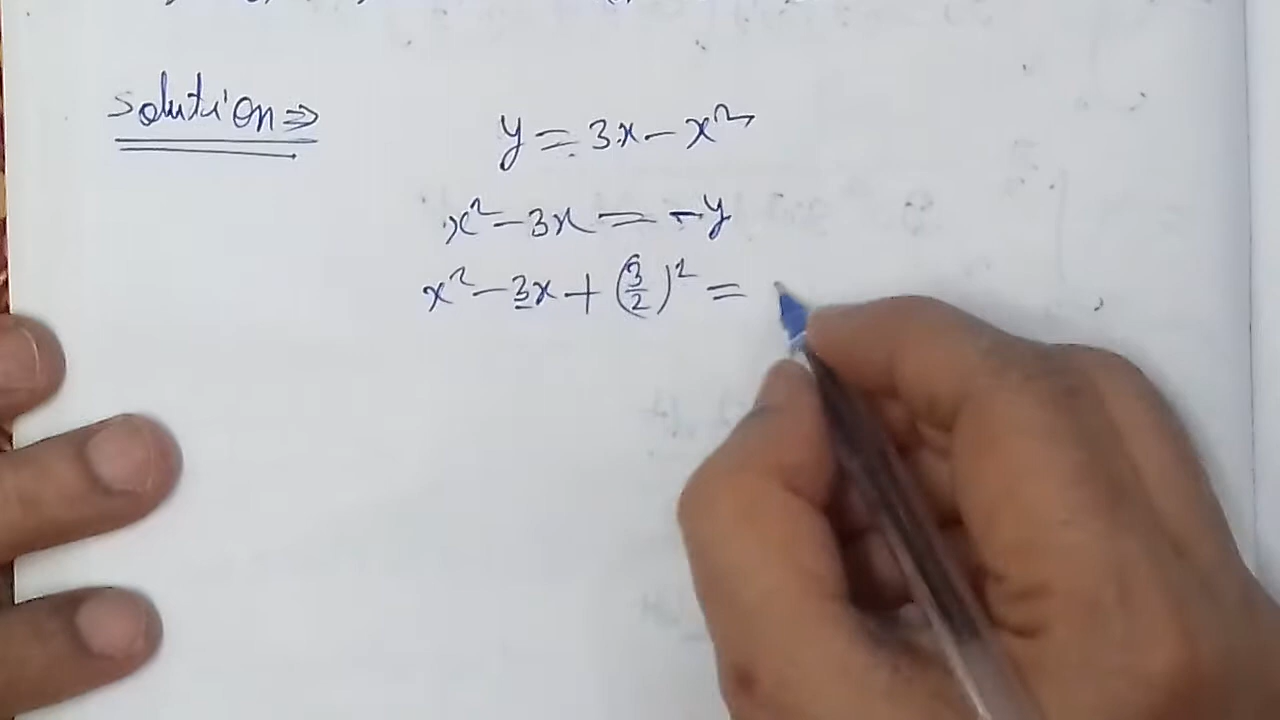 Solution ⇒
y = 3x - x²
x² - 3x = -y
x² - 3x + (3/2)² =